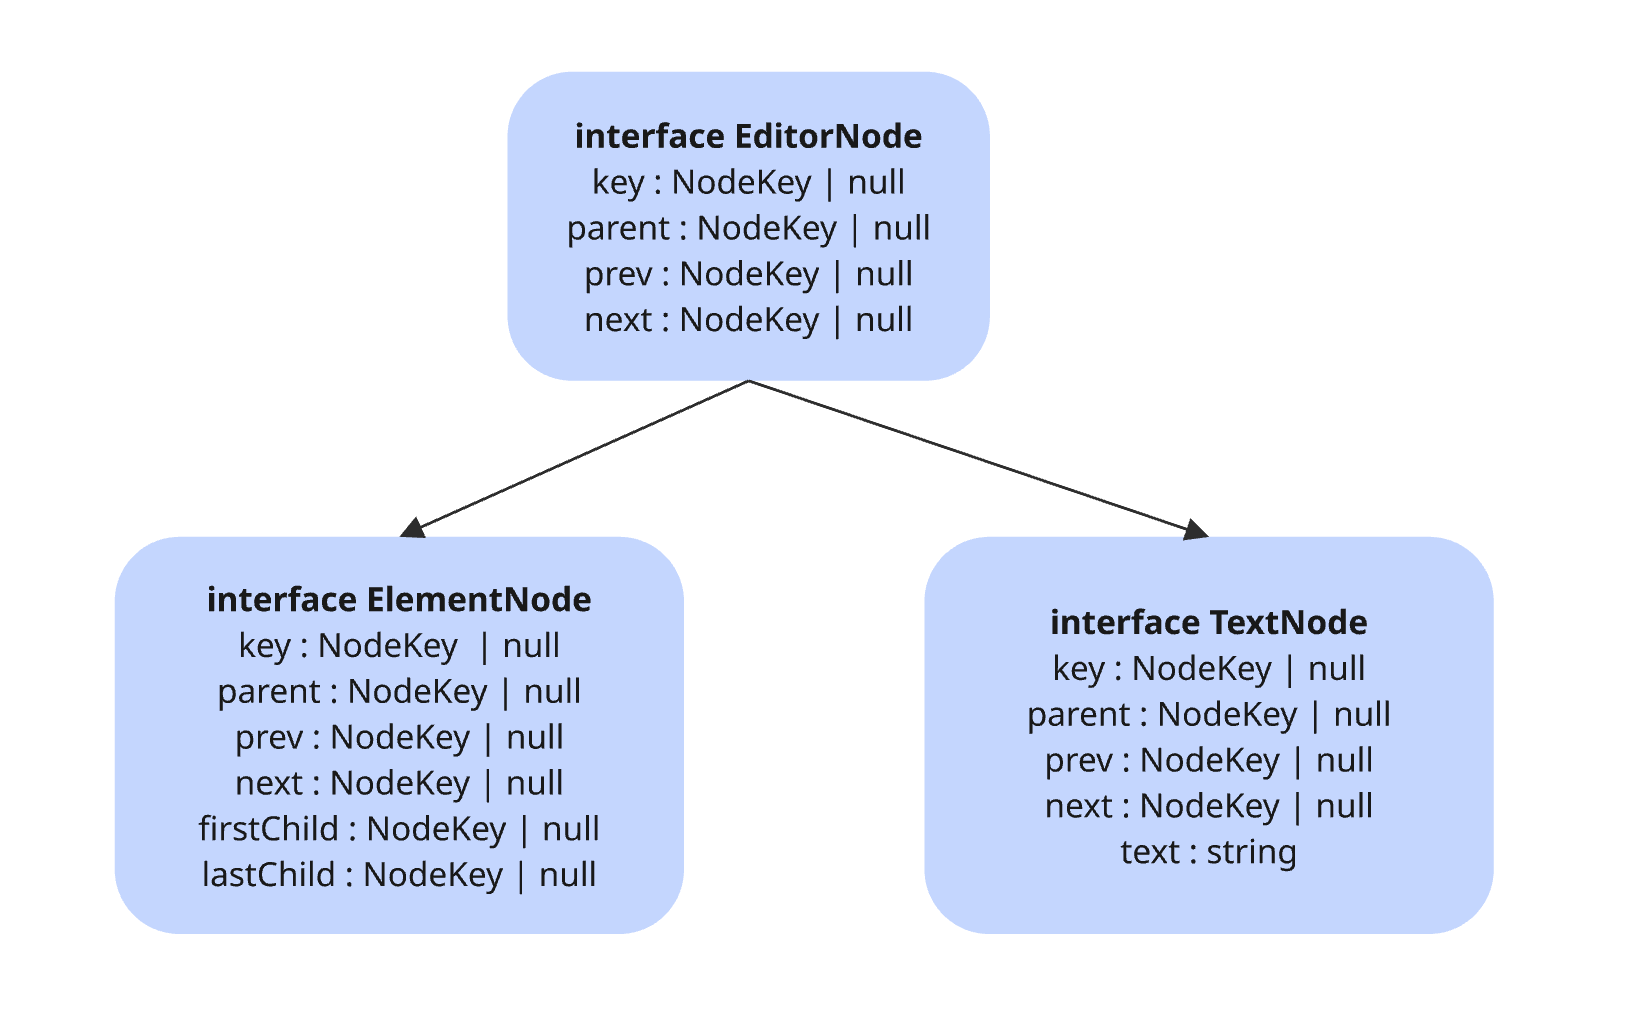 interface EditorNode
key : NodeKey | null
parent : NodeKey | null
prev : NodeKey | null
next : NodeKey | null
interface ElementNode
key : NodeKey  | null
parent : NodeKey | null
prev : NodeKey | null
next : NodeKey | null
firstChild : NodeKey | null
lastChild : NodeKey | null
interface TextNode
key : NodeKey | null
parent : NodeKey | null
prev : NodeKey | null
next : NodeKey | null
text : string